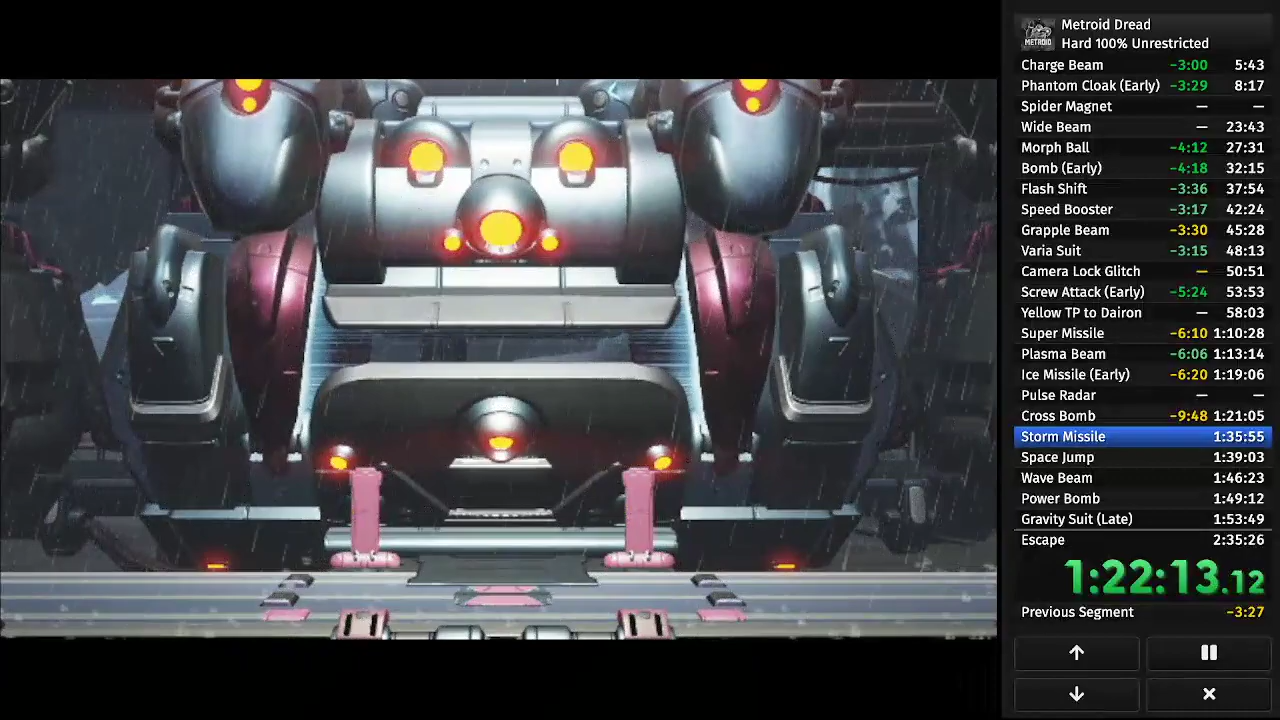 METROID
Metroid Dread
Hard 100% Unrestricted
Charge Beam −3:00 5:43
Phantom Cloak (Early) −3:29 8:17
Spider Magnet — —
Wide Beam — 23:43
Morph Ball −4:12 27:31
Bomb (Early) −4:18 32:15
Flash Shift −3:36 37:54
Speed Booster −3:17 42:24
Grapple Beam −3:30 45:28
Varia Suit −3:15 48:13
Camera Lock Glitch — 50:51
Screw Attack (Early) −5:24 53:53
Yellow TP to Dairon — 58:03
Super Missile −6:10 1:10:28
Plasma Beam −6:06 1:13:14
Ice Missile (Early) −6:20 1:19:06
Pulse Radar — —
Cross Bomb −9:48 1:21:05
Storm Missile 1:35:55
Space Jump 1:39:03
Wave Beam 1:46:23
Power Bomb 1:49:12
Gravity Suit (Late) 1:53:49
Escape 2:35:26
1:22:13.12
Previous Segment −3:27